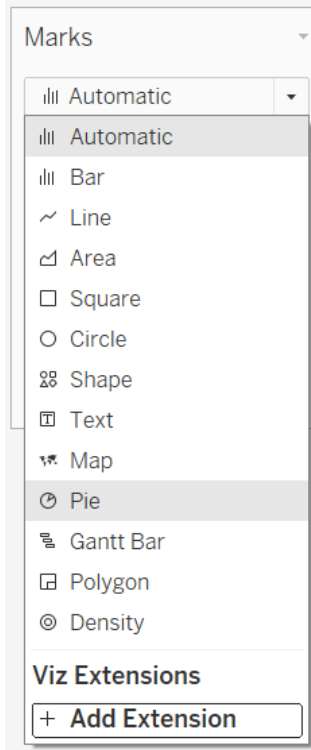 Marks
Automatic
Automatic
Bar
Line
Area
Square
Circle
Shape
Text
Map
Pie
Gantt Bar
Polygon
Density
Viz Extensions
+ Add Extension